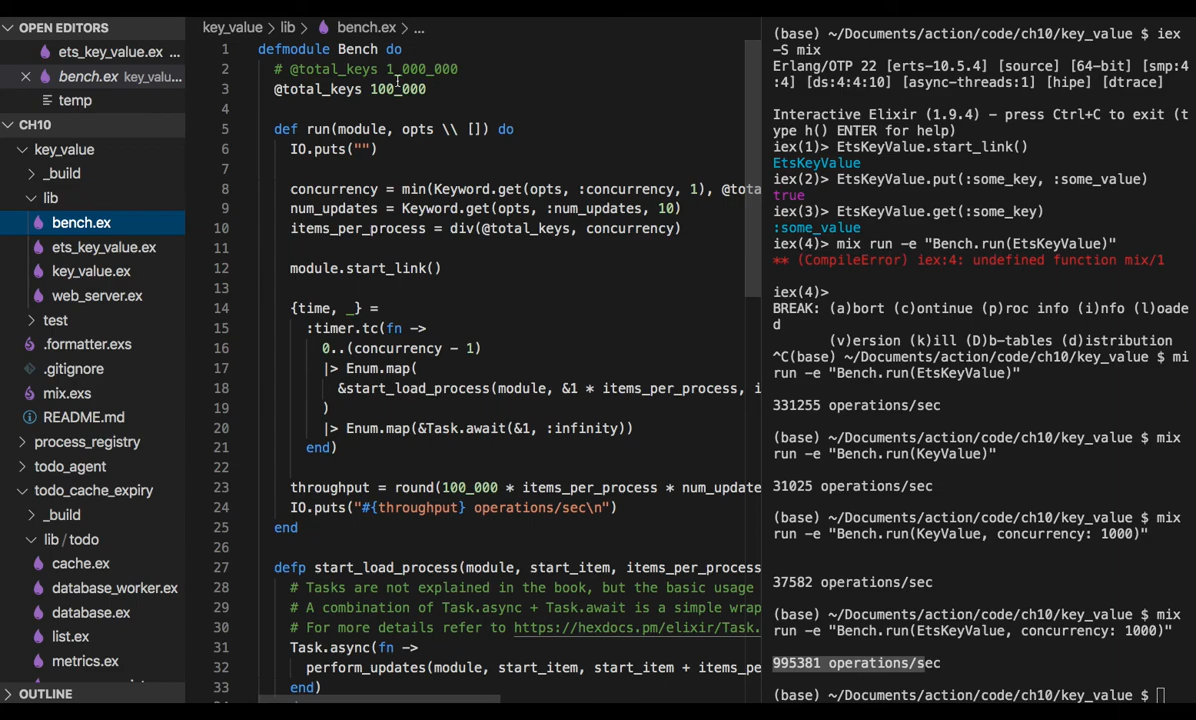 OPEN EDITORS
ets_key_value.ex ...
bench.ex key_valu...
temp
CH10
key_value
_build
lib
bench.ex
ets_key_value.ex
key_value.ex
web_server.ex
test
.formatter.exs
.gitignore
mix.exs
README.md
process_registry
todo_agent
todo_cache_expiry
_build
lib / todo
cache.ex
database_worker.ex
database.ex
list.ex
metrics.ex
OUTLINE
key_value > lib > bench.ex > ...
1 defmodule Bench do
2 # @total_keys 1_000_000
3 @total_keys 100_000
4
5 def run(module, opts \\ []) do
6 IO.puts("")
7
8 concurrency = min(Keyword.get(opts, :concurrency, 1), @tota
9 num_updates = Keyword.get(opts, :num_updates, 10)
10 items_per_process = div(@total_keys, concurrency)
11
12 module.start_link()
13
14 {time, _} =
15 :timer.tc(fn ->
16 0..(concurrency - 1)
17 |> Enum.map(
18 &start_load_process(module, &1 * items_per_process, i
19 )
20 |> Enum.map(&Task.await(&1, :infinity))
21 end)
22
23 throughput = round(100_000 * items_per_process * num_update
24 IO.puts("#{throughput} operations/sec\n")
25 end
26
27 defp start_load_process(module, start_item, items_per_process
28 # Tasks are not explained in the book, but the basic usage
29 # A combination of Task.async + Task.await is a simple wrap
30 # For more details refer to https://hexdocs.pm/elixir/Task.
31 Task.async(fn ->
32 perform_updates(module, start_item, start_item + items_pe
33 end)
(base) ~/Documents/action/code/ch10/key_value $ iex
-S mix
Erlang/OTP 22 [erts-10.5.4] [source] [64-bit] [smp:4
:4] [ds:4:4:10] [async-threads:1] [hipe] [dtrace]
Interactive Elixir (1.9.4) - press Ctrl+C to exit (t
ype h() ENTER for help)
iex(1)> EtsKeyValue.start_link()
EtsKeyValue
iex(2)> EtsKeyValue.put(:some_key, :some_value)
true
iex(3)> EtsKeyValue.get(:some_key)
:some_value
iex(4)> mix run -e "Bench.run(EtsKeyValue)"
** (CompileError) iex:4: undefined function mix/1
iex(4)>
BREAK: (a)bort (c)ontinue (p)roc info (i)nfo (l)oade
d
(v)ersion (k)ill (D)b-tables (d)istribution
^C(base) ~/Documents/action/code/ch10/key_value $ mi
run -e "Bench.run(EtsKeyValue)"
331255 operations/sec
(base) ~/Documents/action/code/ch10/key_value $ mix
run -e "Bench.run(KeyValue)"
31025 operations/sec
(base) ~/Documents/action/code/ch10/key_value $ mix
run -e "Bench.run(KeyValue, concurrency: 1000)"
37582 operations/sec
(base) ~/Documents/action/code/ch10/key_value $ mix
run -e "Bench.run(EtsKeyValue, concurrency: 1000)"
995381 operations/sec
(base) ~/Documents/action/code/ch10/key_value $